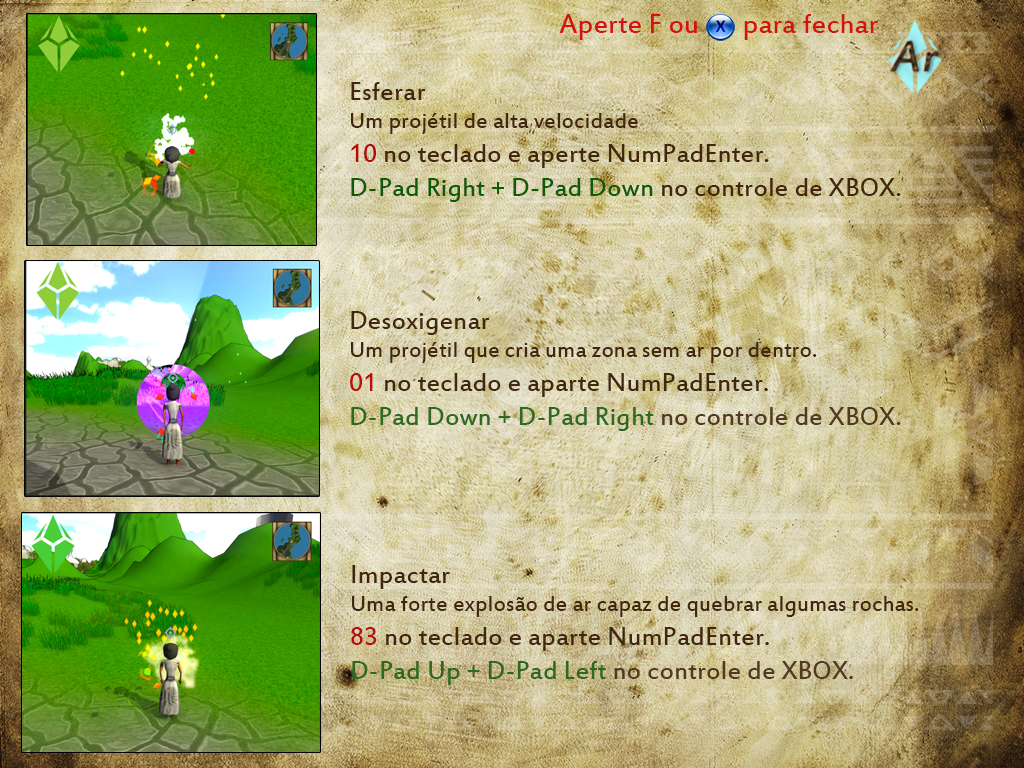 Aperte F ou X para fechar
Ar
Esferar
Um projétil de alta velocidade
10 no teclado e aperte NumPadEnter.
D-Pad Right + D-Pad Down no controle de XBOX.
Desoxigenar
Um projétil que cria uma zona sem ar por dentro.
01 no teclado e aparte NumPadEnter.
D-Pad Down + D-Pad Right no controle de XBOX.
Impactar
Uma forte explosão de ar capaz de quebrar algumas rochas.
83 no teclado e aparte NumPadEnter.
D-Pad Up + D-Pad Left no controle de XBOX.